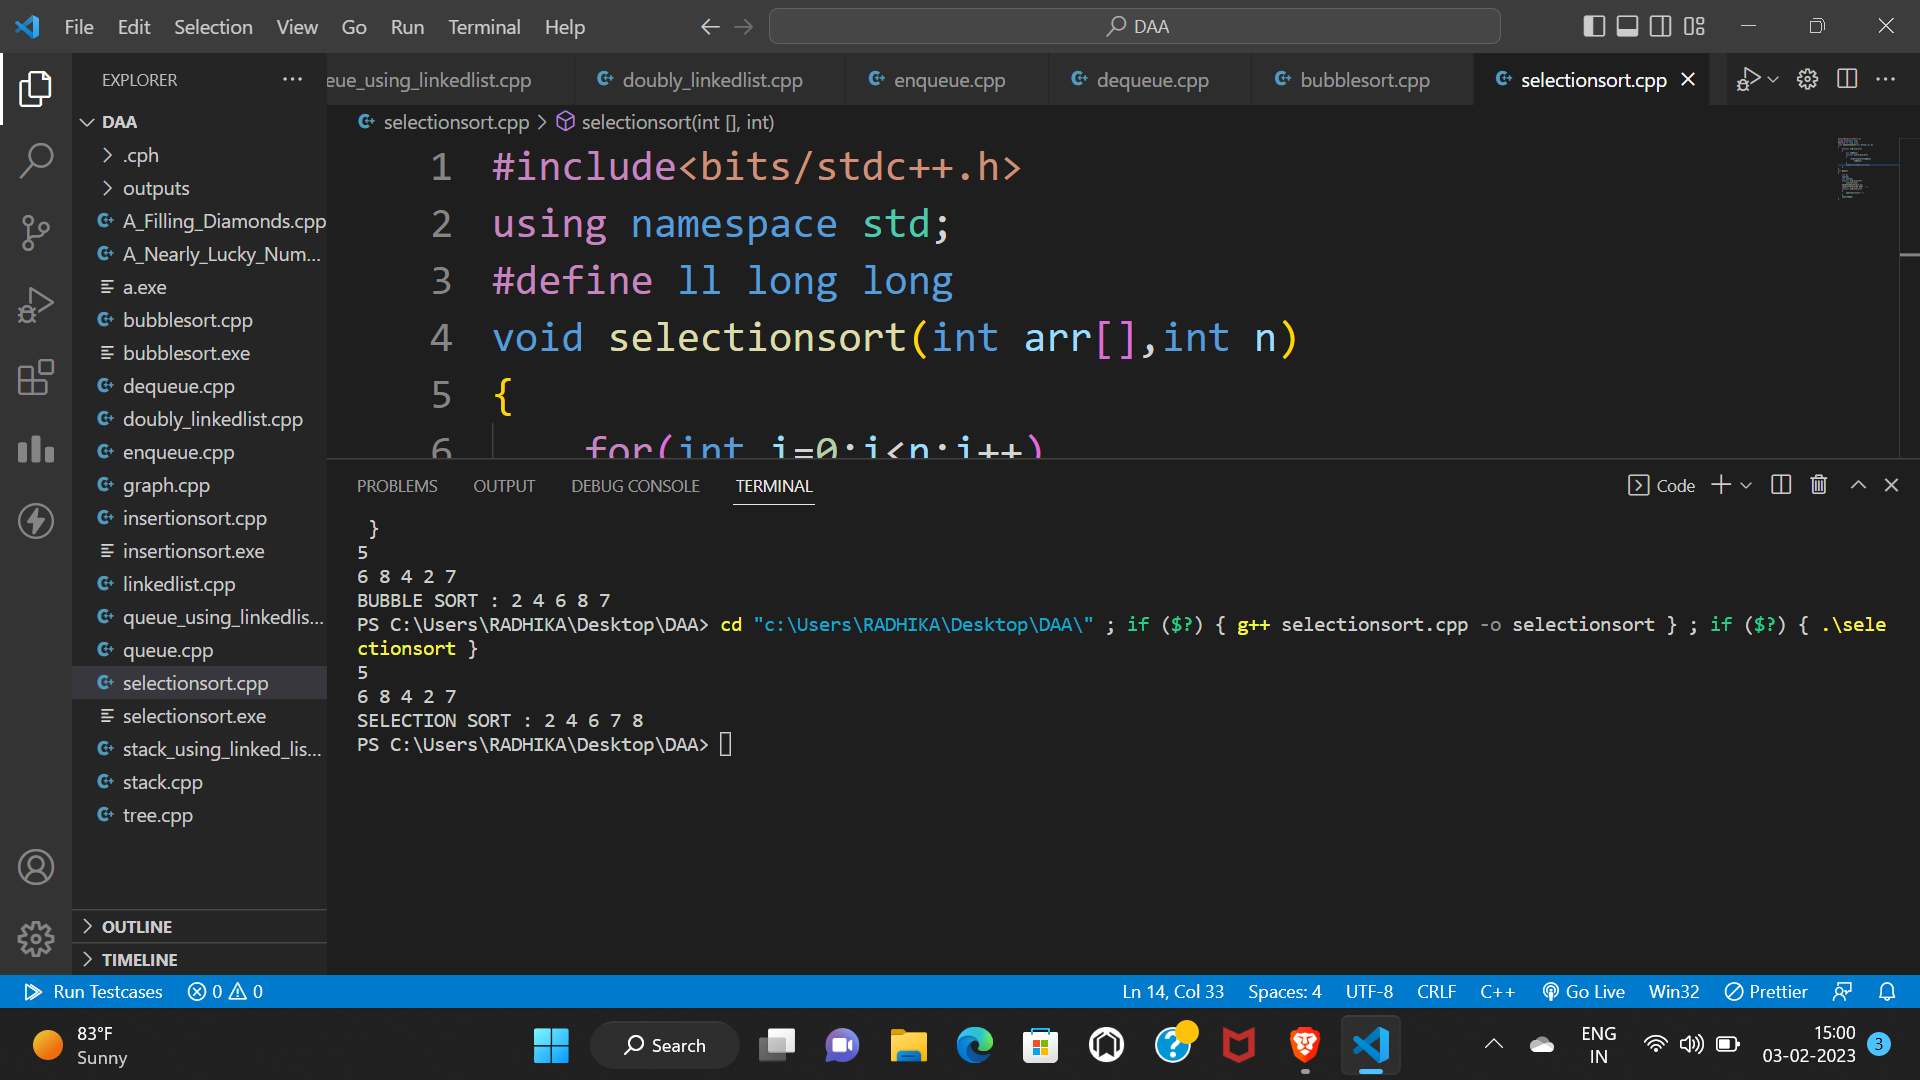 File Edit Selection View Go Run Terminal Help
DAA
EXPLORER
eue_using_linkedlist.cpp
doubly_linkedlist.cpp
enqueue.cpp
dequeue.cpp
bubblesort.cpp
selectionsort.cpp
DAA
.cph
outputs
A_Filling_Diamonds.cpp
A_Nearly_Lucky_Num...
a.exe
bubblesort.cpp
bubblesort.exe
dequeue.cpp
doubly_linkedlist.cpp
enqueue.cpp
graph.cpp
insertionsort.cpp
insertionsort.exe
linkedlist.cpp
queue_using_linkedlis...
queue.cpp
selectionsort.cpp
selectionsort.exe
stack_using_linked_lis...
stack.cpp
tree.cpp
OUTLINE
TIMELINE
selectionsort.cpp > selectionsort(int [], int)
1 #include<bits/stdc++.h>
2 using namespace std;
3 #define ll long long
4 void selectionsort(int arr[],int n)
5 {
6 for(int i=0;i<n;i++)
PROBLEMS OUTPUT DEBUG CONSOLE TERMINAL
Code
}
5
6 8 4 2 7
BUBBLE SORT : 2 4 6 8 7
PS C:\Users\RADHIKA\Desktop\DAA> cd "c:\Users\RADHIKA\Desktop\DAA\" ; if ($?) { g++ selectionsort.cpp -o selectionsort } ; if ($?) { .\sele
ctionsort }
5
6 8 4 2 7
SELECTION SORT : 2 4 6 7 8
PS C:\Users\RADHIKA\Desktop\DAA>
Run Testcases 0 0
Ln 14, Col 33 Spaces: 4 UTF-8 CRLF C++ Go Live Win32 Prettier
83°F
Sunny
Search
ENG
IN
15:00
03-02-2023
3